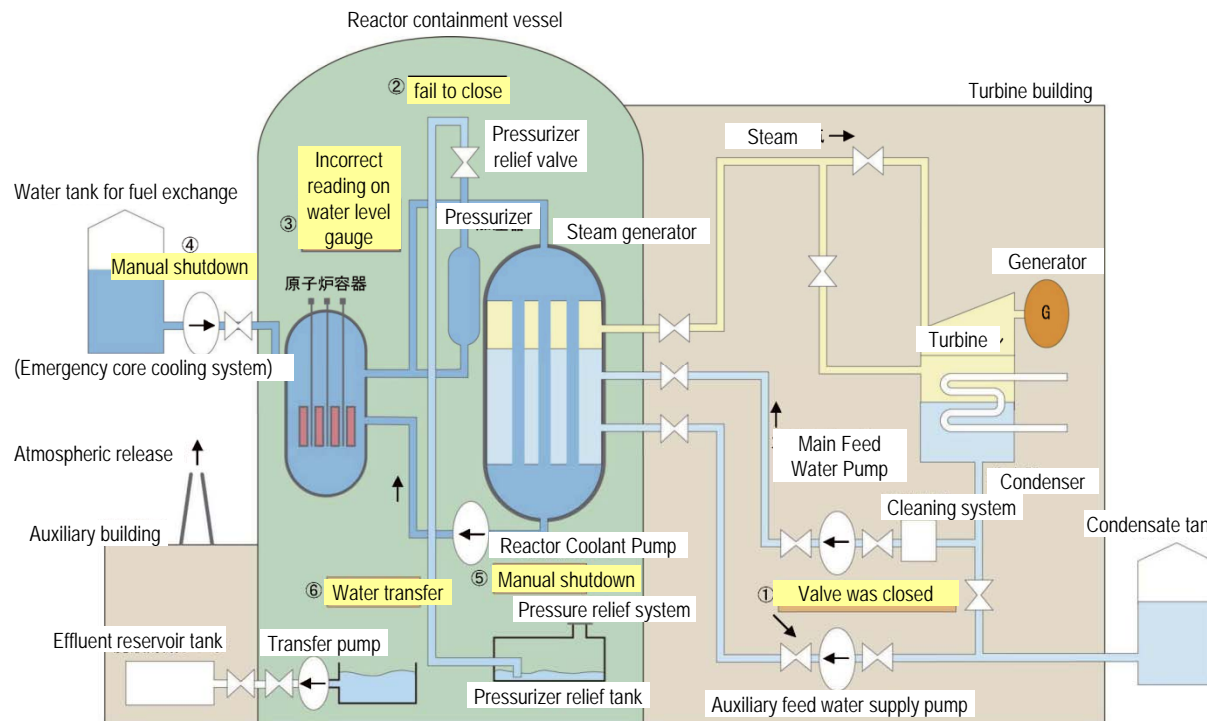 Reactor containment vessel
② fail to close
Turbine building
Steam
Pressurizer
relief valve
Incorrect
reading on
water level
gauge
③
Water tank for fuel exchange
Pressurizer
Steam generator
④
Manual shutdown
Generator
原子炉容器
G
Turbine
(Emergency core cooling system)
Main Feed
Water Pump
Atmospheric release
Condenser
Cleaning system
Condensate tan
Auxiliary building
Reactor Coolant Pump
⑤ Manual shutdown
⑥ Water transfer
① Valve was closed
Pressure relief system
Effluent reservoir tank
Transfer pump
Pressurizer relief tank
Auxiliary feed water supply pump